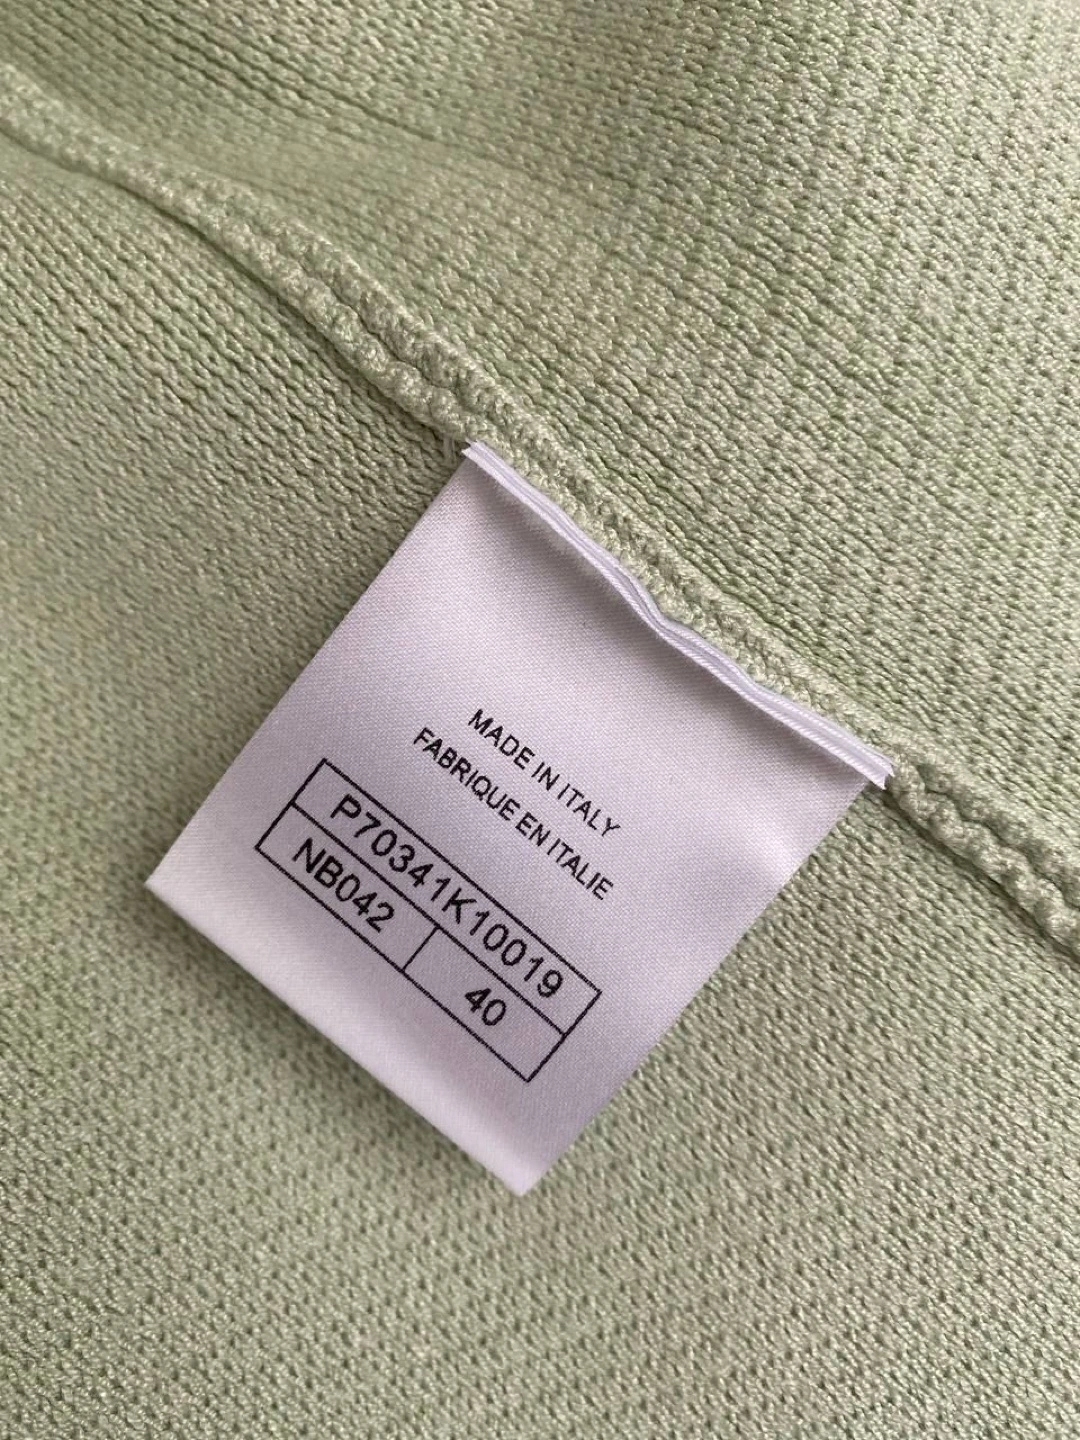 MADE IN ITALY
FABRIQUE EN ITALIE
P70341K10019
NB042 40